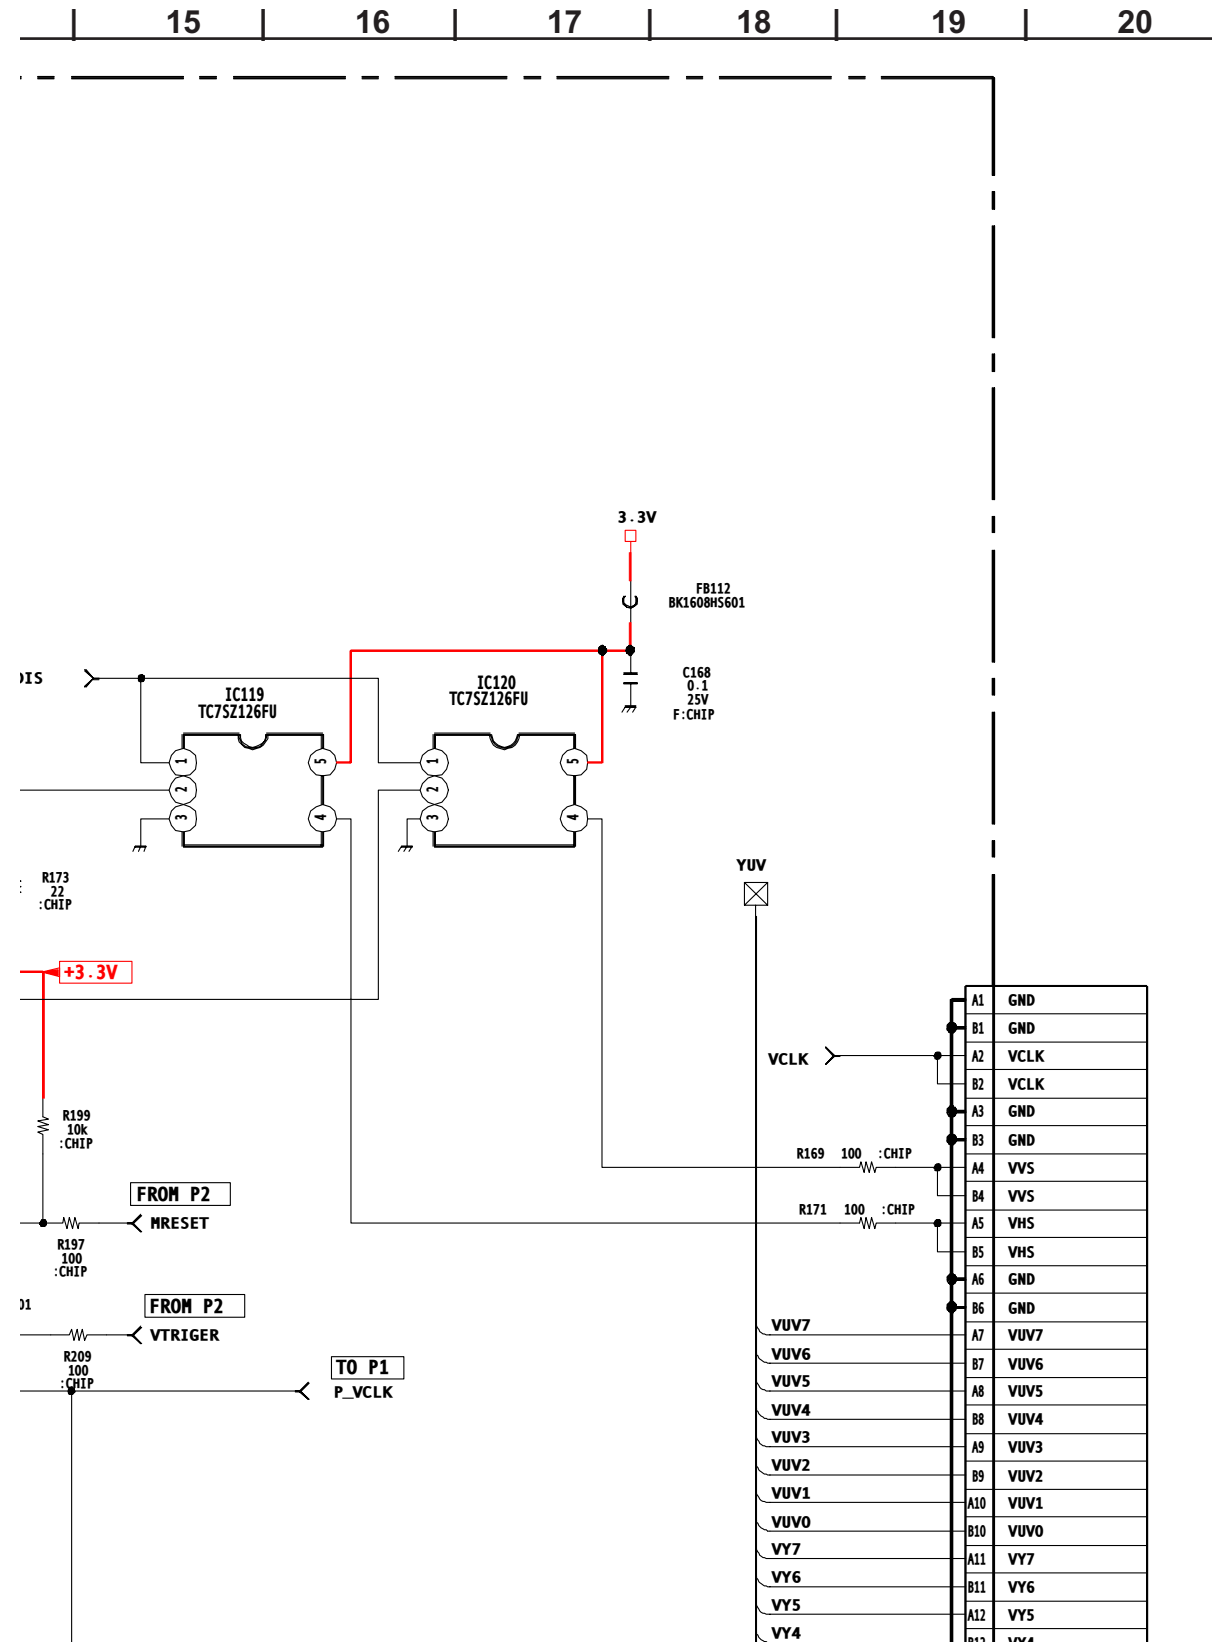 15 16 17 18 19 20
3.3V
FB112
BK1608HS601
DIS
IC119
TC7SZ126FU
IC120
TC7SZ126FU
C168
0.1
25V
F:CHIP
1 5 1 5
2 2
3 4 3 4
YUV
R173
22
:CHIP
+3.3V
A1 GND
B1 GND
VCLK A2 VCLK
B2 VCLK
A3 GND
R199
10k
:CHIP
B3 GND
R169 100 :CHIP A4 VVS
FROM P2
B4 VVS
MRESET
R171 100 :CHIP A5 VHS
R197
100
:CHIP
B5 VHS
A6 GND
01
FROM P2
B6 GND
VTRIGER
VUV7 A7 VUV7
R209
100
:CHIP
TO P1
P_VCLK
VUV6 B7 VUV6
VUV5 A8 VUV5
VUV4 B8 VUV4
VUV3 A9 VUV3
VUV2 B9 VUV2
VUV1 A10 VUV1
VUV0 B10 VUV0
VY7 A11 VY7
VY6 B11 VY6
VY5 A12 VY5
VY4 B12 VY4